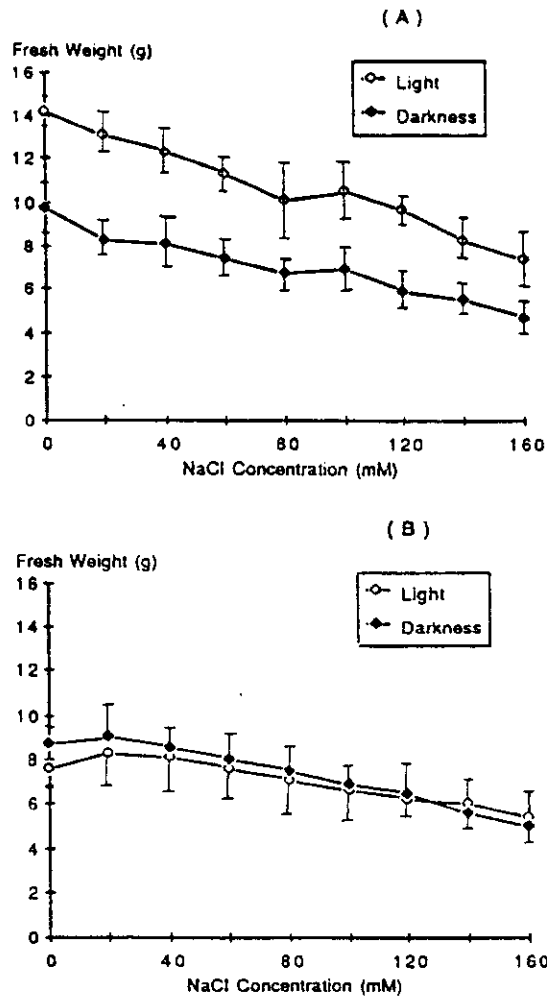 ( A )
Fresh Weight (g)
16
14
12
10
8
6
4
2
0
Light
Darkness
0 40 80 120 160
NaCl Concentration (mM)
( B )
Fresh Weight (g)
16
14
12
10
8
6
4
2
0
Light
Darkness
0 40 80 120 160
NaCl Concentration (mM)